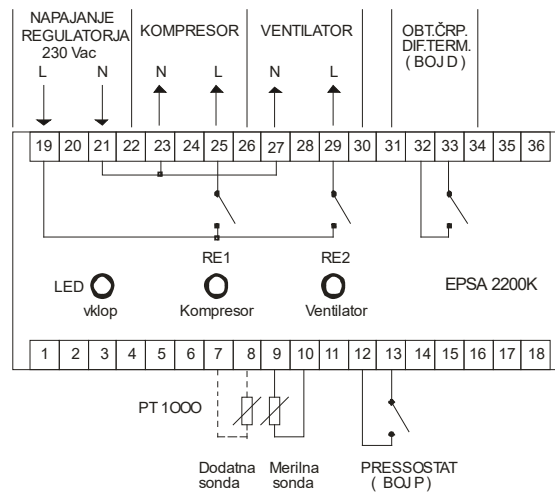 NAPAJANJE
REGULATORJA
230 Vac
KOMPRESOR
VENTILATOR
OBT.ČRP.
DIF.TERM.
( BOJ D )
L N N L N L
19 20 21 22 23 24 25 26 27 28 29 30 31 32 33 34 35 36
RE1 RE2
LED
EPSA 2200K
vklop Kompresor Ventilator
1 2 3 4 5 6 7 8 9 10 11 12 13 14 15 16 17 18
PT 1000
Dodatna
sonda
Merilna
sonda
PRESSOSTAT
( BOJ P )